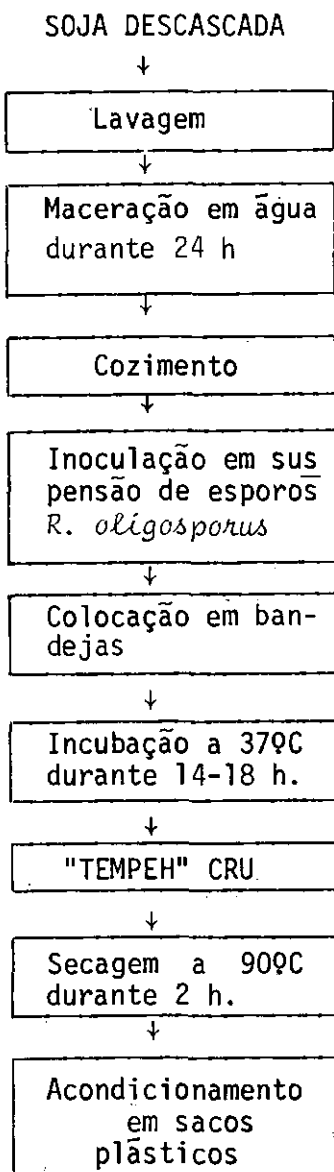 SOJA DESCASCADA
↓
Lavagem
↓
Maceração em água
durante 24 h
↓
Cozimento
↓
Inoculação em sus
pensão de esporos
R. oligosporus
↓
Colocação em ban-
dejas
↓
Incubação a 37ºC
durante 14-18 h.
↓
"TEMPEH" CRU
↓
Secagem a 90ºC
durante 2 h.
↓
Acondicionamento
em sacos
plásticos